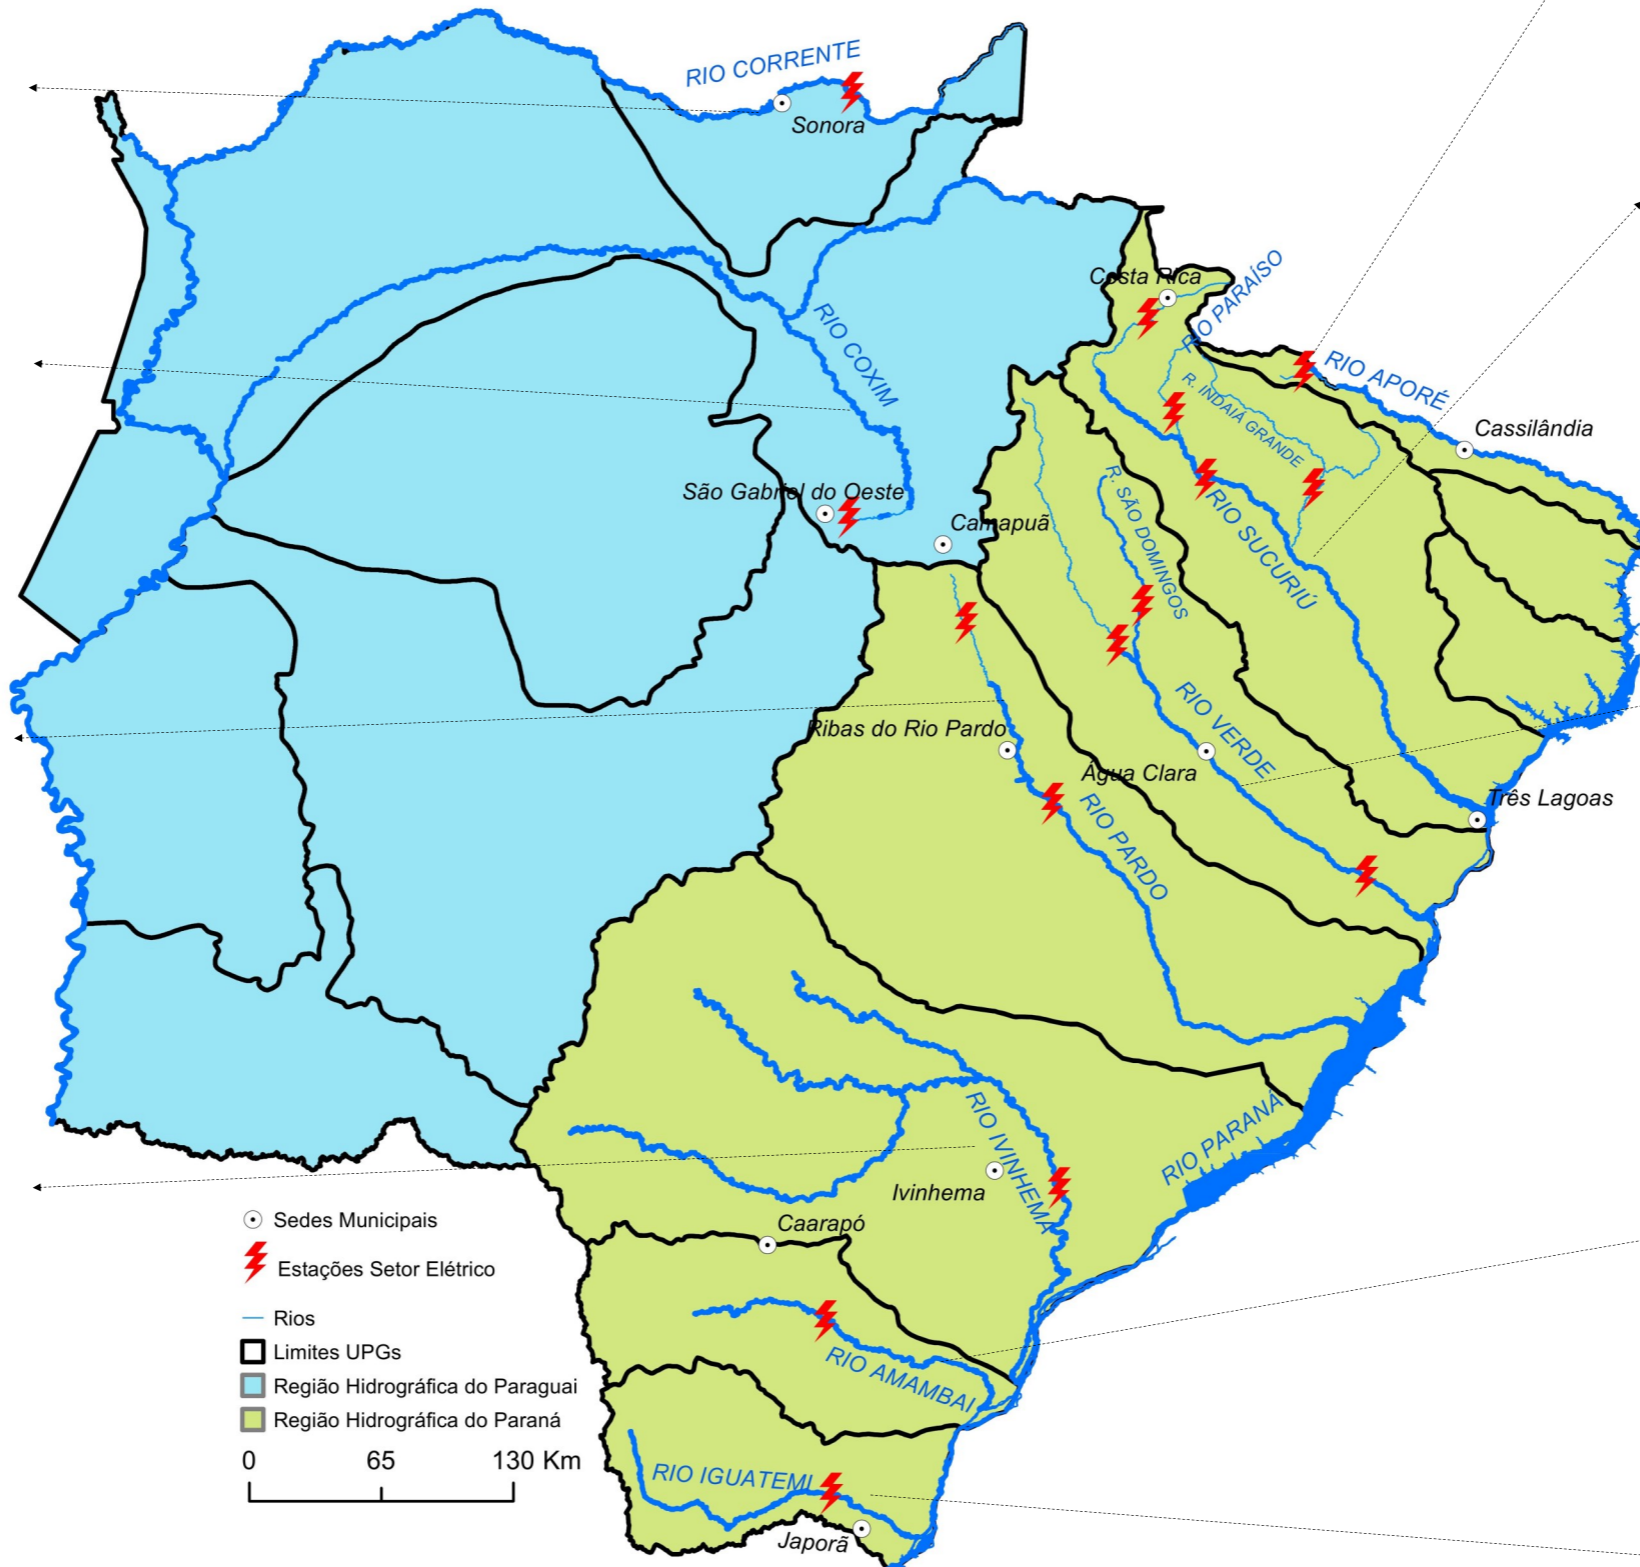 RIO CORRENTE
Sonora
Costa Rica
RIO PARAÍSO
RIO COXIM
RIO APORÉ
R. INDAIÁ GRANDE
Cassilândia
São Gabriel do Oeste
Camapuã
R. SÃO DOMINGOS
RIO SUCURIÚ
Ribas do Rio Pardo
RIO VERDE
Água Clara
Três Lagoas
RIO PARDO
RIO IVINHEMA
RIO PARANÁ
Ivinhema
Caarapó
RIO AMAMBAI
RIO IGUATEMI
Japorã
Sedes Municipais
Estações Setor Elétrico
Rios
Limites UPGs
Região Hidrográfica do Paraguai
Região Hidrográfica do Paraná
0 65 130 Km